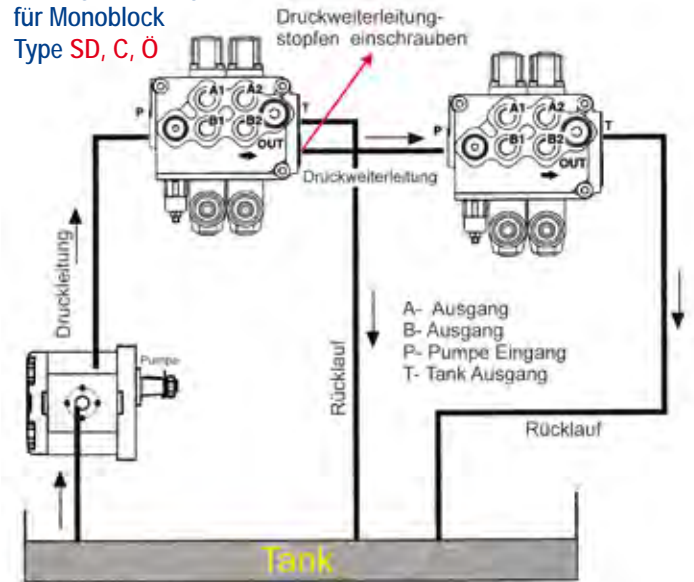 für Monoblock
Type SD, C, Ö
Druckweiterleitung-
stopfen einschrauben
A1 A2
P
T
B1 B2
OUT
A1 A2
P
T
B1 B2
OUT
Druckweiterleitung
Druckleitung
Pumpe
Rücklauf
A- Ausgang
B- Ausgang
P- Pumpe Eingang
T- Tank Ausgang
Rücklauf
Tank